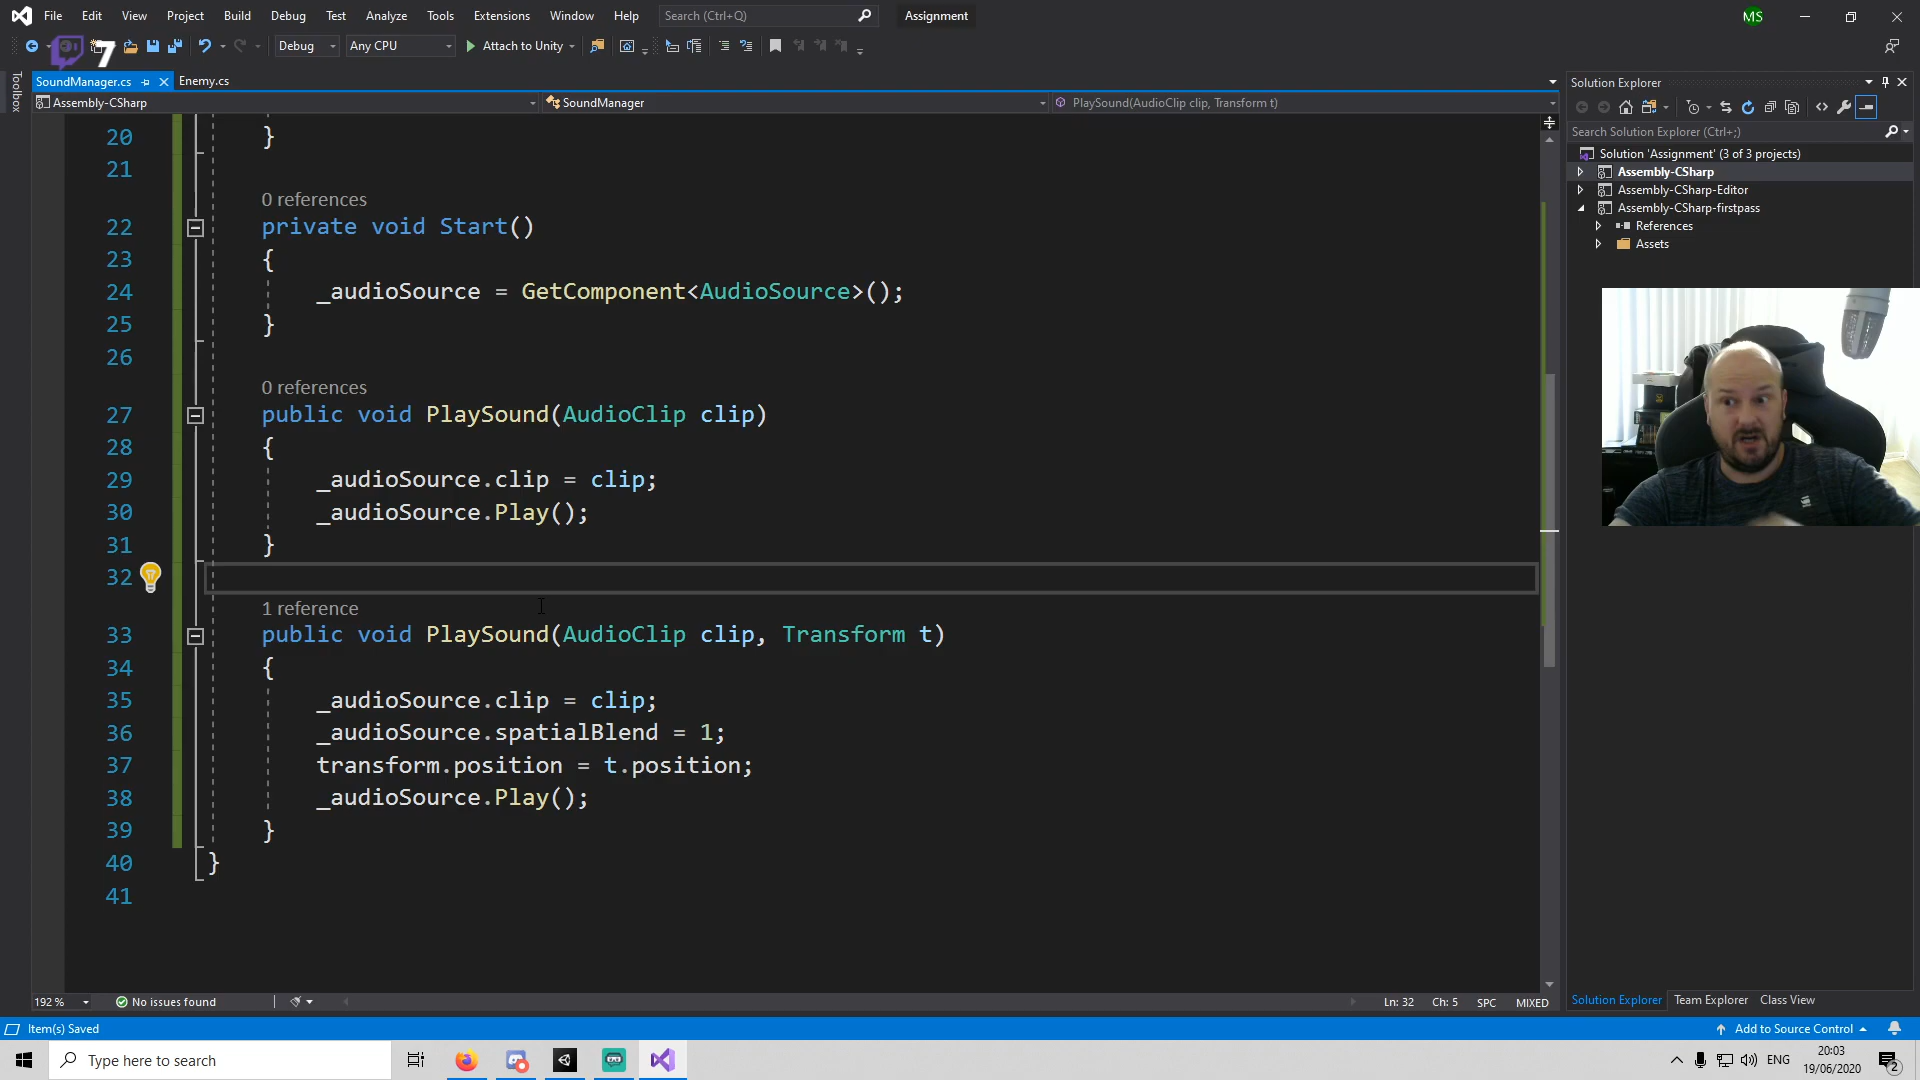 File Edit View Project Build Debug Test Analyze Tools Extensions Window Help Search (Ctrl+Q) Assignment MS
7 Debug Any CPU Attach to Unity
Toolbox
SoundManager.cs Enemy.cs
Assembly-CSharp SoundManager PlaySound(AudioClip clip, Transform t)
20 }
21
0 references
22 private void Start()
23 {
24 _audioSource = GetComponent<AudioSource>();
25 }
26
0 references
27 public void PlaySound(AudioClip clip)
28 {
29 _audioSource.clip = clip;
30 _audioSource.Play();
31 }
32
1 reference
33 public void PlaySound(AudioClip clip, Transform t)
34 {
35 _audioSource.clip = clip;
36 _audioSource.spatialBlend = 1;
37 transform.position = t.position;
38 _audioSource.Play();
39 }
40 }
41
192 % No issues found Ln: 32 Ch: 5 SPC MIXED
Solution Explorer
Search Solution Explorer (Ctrl+;)
Solution 'Assignment' (3 of 3 projects)
Assembly-CSharp
Assembly-CSharp-Editor
Assembly-CSharp-firstpass
References
Assets
Solution Explorer Team Explorer Class View
Item(s) Saved Add to Source Control
Type here to search ENG 20:03
19/06/2020 2